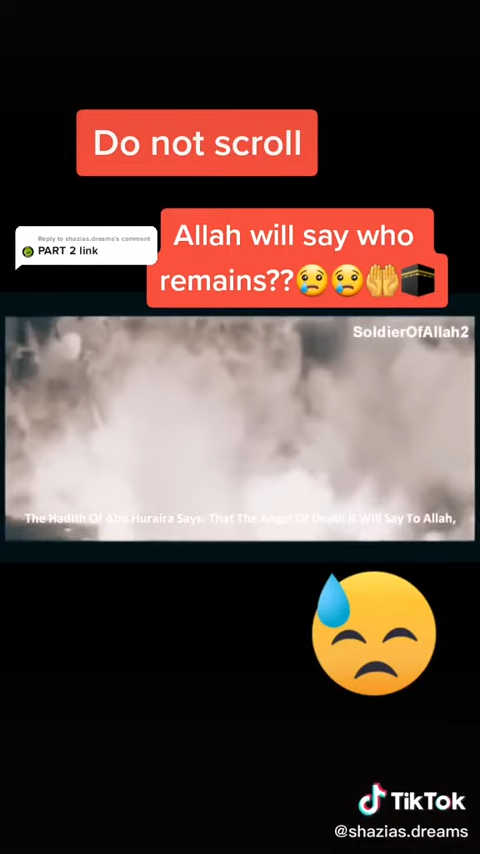 Do not scroll
Allah will say who
remains??😢😢🤲🕋
Reply to shazias.dreams's comment
PART 2 link
SoldierOfAllah2
The Hadith Of Abu Huraira Says: That The Angel Of Death It Will Say To Allah,
TikTok
@shazias.dreams